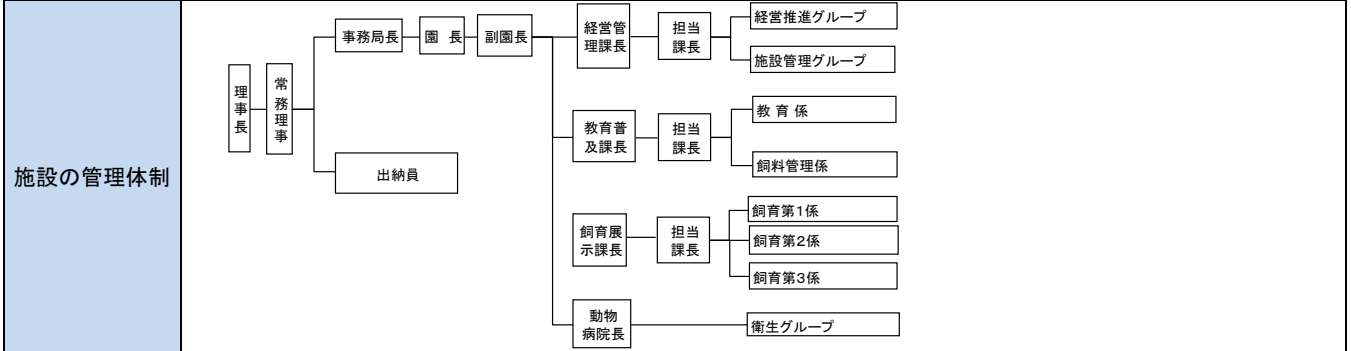 施設の管理体制
理事長
常務理事
事務局長
園 長
副園長
出納員
経営管
理課長
担当
課長
経営推進グループ
施設管理グループ
教育普
及課長
担当
課長
教 育 係
飼料管理係
飼育展
示課長
担当
課長
飼育第1係
飼育第2係
飼育第3係
動物
病院長
衛生グループ